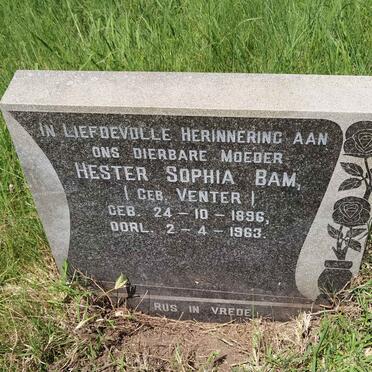 IN LIEFDEVOLLE HERINNERING AAN
ONS DIERBARE MOEDER
HESTER SOPHIA BAM,
(GEB. VENTER)
GEB. 24-10-1896,
OORL. 2-4-1963.
RUS IN VREDE